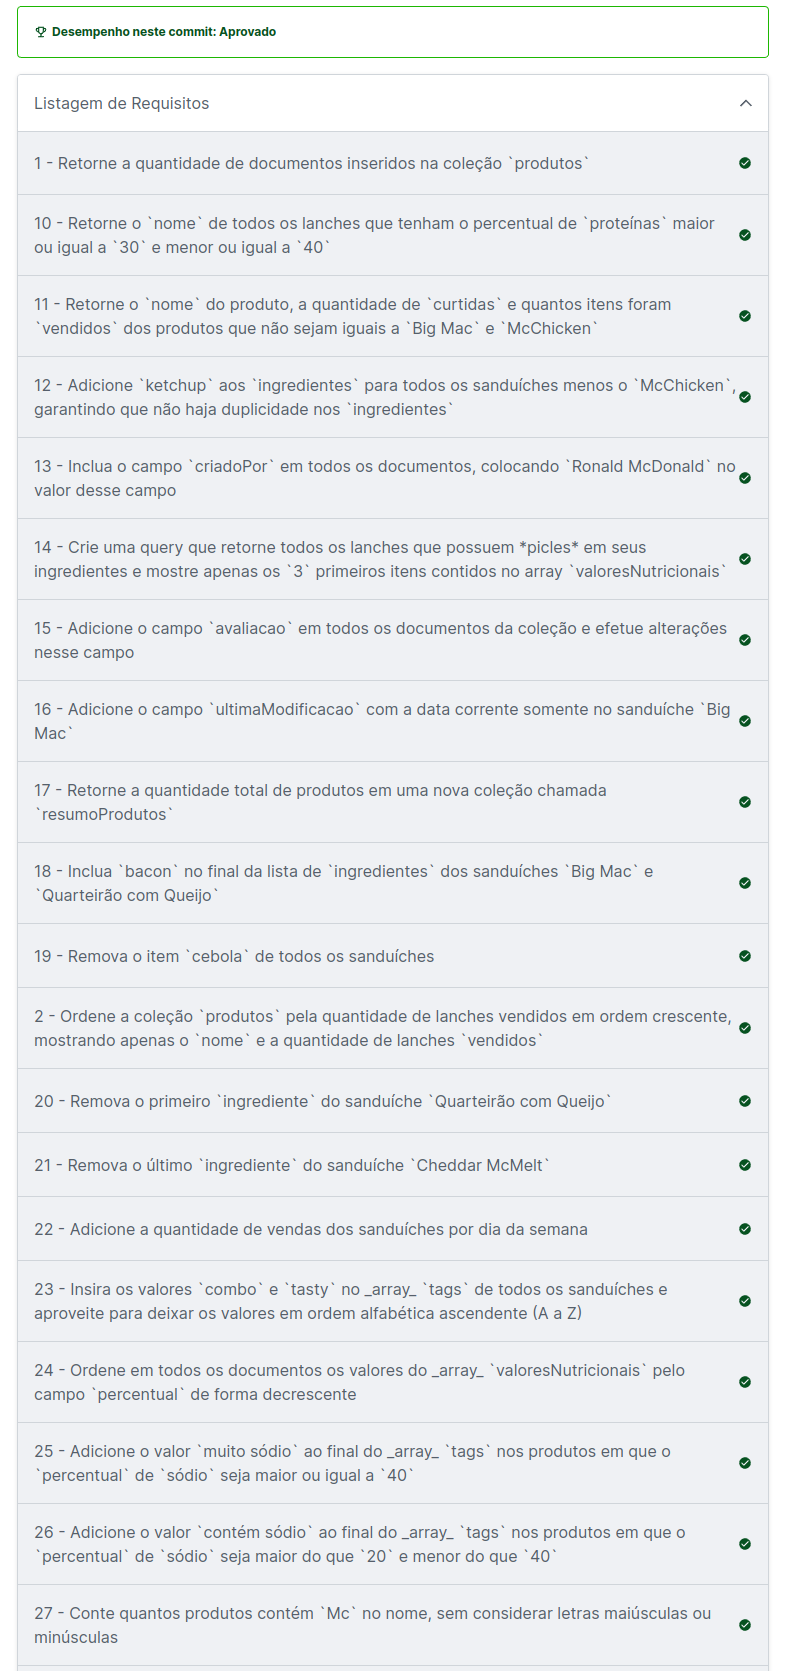 Desempenho neste commit: Aprovado
Listagem de Requisitos
1 - Retorne a quantidade de documentos inseridos na coleção `produtos`
10 - Retorne o `nome` de todos os lanches que tenham o percentual de `proteínas` maior
ou igual a `30` e menor ou igual a `40`
11 - Retorne o `nome` do produto, a quantidade de `curtidas` e quantos itens foram
`vendidos` dos produtos que não sejam iguais a `Big Mac` e `McChicken`
12 - Adicione `ketchup` aos `ingredientes` para todos os sanduíches menos o `McChicken`,
garantindo que não haja duplicidade nos `ingredientes`
13 - Inclua o campo `criadoPor` em todos os documentos, colocando `Ronald McDonald` no
valor desse campo
14 - Crie uma query que retorne todos os lanches que possuem *picles* em seus
ingredientes e mostre apenas os `3` primeiros itens contidos no array `valoresNutricionais`
15 - Adicione o campo `avaliacao` em todos os documentos da coleção e efetue alterações
nesse campo
16 - Adicione o campo `ultimaModificacao` com a data corrente somente no sanduíche `Big
Mac`
17 - Retorne a quantidade total de produtos em uma nova coleção chamada
`resumoProdutos`
18 - Inclua `bacon` no final da lista de `ingredientes` dos sanduíches `Big Mac` e
`Quarteirão com Queijo`
19 - Remova o item `cebola` de todos os sanduíches
2 - Ordene a coleção `produtos` pela quantidade de lanches vendidos em ordem crescente,
mostrando apenas o `nome` e a quantidade de lanches `vendidos`
20 - Remova o primeiro `ingrediente` do sanduíche `Quarteirão com Queijo`
21 - Remova o último `ingrediente` do sanduíche `Cheddar McMelt`
22 - Adicione a quantidade de vendas dos sanduíches por dia da semana
23 - Insira os valores `combo` e `tasty` no _array_ `tags` de todos os sanduíches e
aproveite para deixar os valores em ordem alfabética ascendente (A a Z)
24 - Ordene em todos os documentos os valores do _array_ `valoresNutricionais` pelo
campo `percentual` de forma decrescente
25 - Adicione o valor `muito sódio` ao final do _array_ `tags` nos produtos em que o
`percentual` de `sódio` seja maior ou igual a `40`
26 - Adicione o valor `contém sódio` ao final do _array_ `tags` nos produtos em que o
`percentual` de `sódio` seja maior do que `20` e menor do que `40`
27 - Conte quantos produtos contém `Mc` no nome, sem considerar letras maiúsculas ou
minúsculas